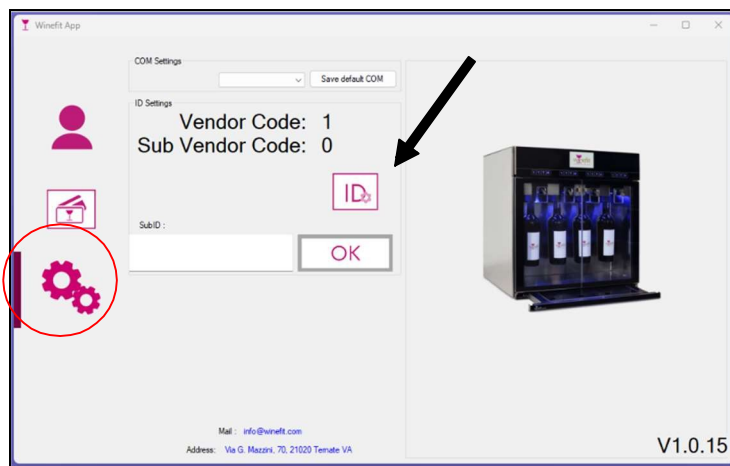 Winefit App
COM Settings
Save default COM
ID Settings
Vendor Code: 1
Sub Vendor Code: 0
ID
SubID :
OK
Mail : info@winefit.com
Address: Via G. Mazzini, 70, 21020 Ternate VA
V1.0.15